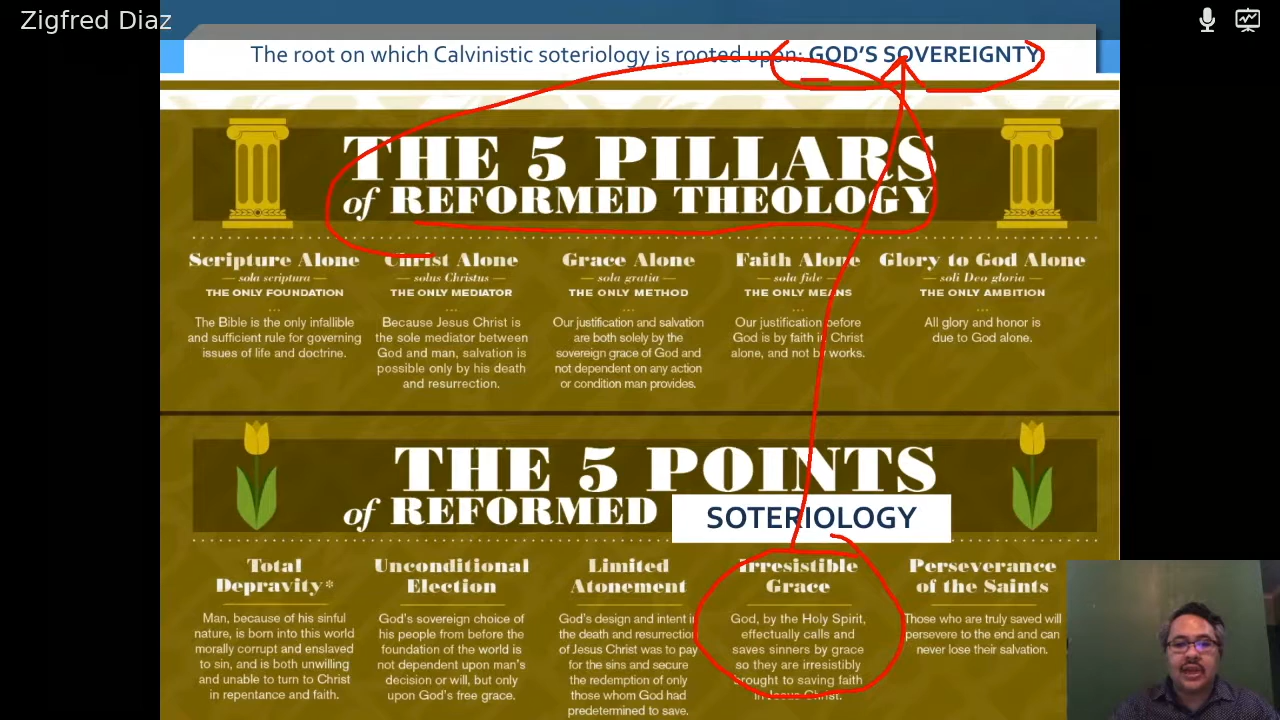 Zigfred Diaz
The root on which Calvinistic soteriology is rooted upon: GOD'S SOVEREIGNTY
THE 5 PILLARS
of REFORMED THEOLOGY
Scripture Alone
— sola scriptura —
THE ONLY FOUNDATION
...
The Bible is the only infallible
and sufficient rule for governing
issues of life and doctrine.
Christ Alone
— solus Christus —
THE ONLY MEDIATOR
...
Because Jesus Christ is
the sole mediator between
God and man, salvation is
possible only by his death
and resurrection.
Grace Alone
— sola gratia —
THE ONLY METHOD
...
Our justification and salvation
are both solely by the
sovereign grace of God and
not dependent on any action
or condition man provides.
Faith Alone
— sola fide —
THE ONLY MEANS
...
Our justification before
God is by faith in Christ
alone, and not by works.
Glory to God Alone
— soli Deo gloria —
THE ONLY AMBITION
...
All glory and honor is
due to God alone.
THE 5 POINTS
of REFORMED SOTERIOLOGY
Total
Depravity*
Man, because of his sinful
nature, is born into this world
morally corrupt and enslaved
to sin, and is both unwilling
and unable to turn to Christ
in repentance and faith.
Unconditional
Election
God's sovereign choice of
his people from before the
foundation of the world is
not dependent upon man's
decision or will, but only
upon God's free grace.
Limited
Atonement
God's design and intent in
the death and resurrection
of Jesus Christ was to pay
for the sins and secure
the redemption of only
those whom God had
predetermined to save.
Irresistible
Grace
God, by the Holy Spirit,
effectually calls and
saves sinners by grace
so they are irresistibly
brought to saving faith
in Jesus Christ.
Perseverance
of the Saints
Those who are truly saved will
persevere to the end and can
never lose their salvation.